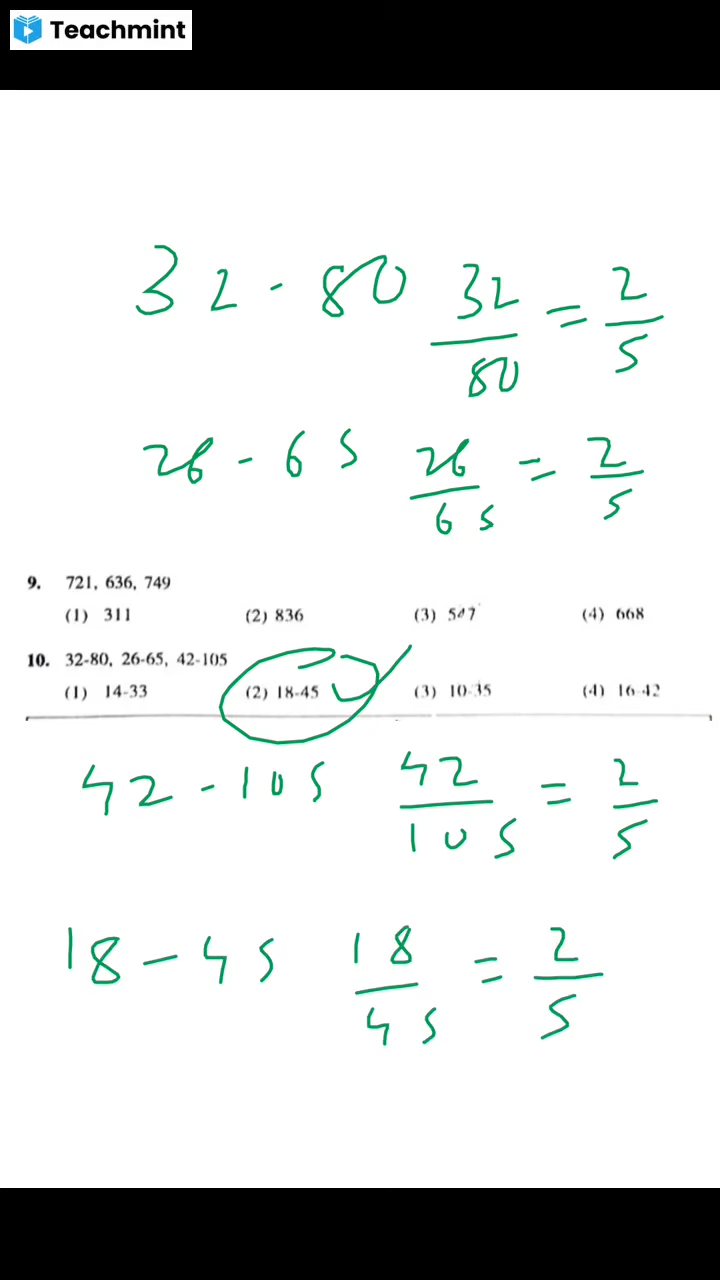 Teachmint
32 - 80 32/80 = 2/5
26 - 65 26/65 = 2/5
9. 721, 636, 749
(1) 311 (2) 836 (3) 547 (4) 668
10. 32-80, 26-65, 42-105
(1) 14-33 (2) 18-45 (3) 10-35 (4) 16-42
42 - 105 42/105 = 2/5
18 - 45 18/45 = 2/5